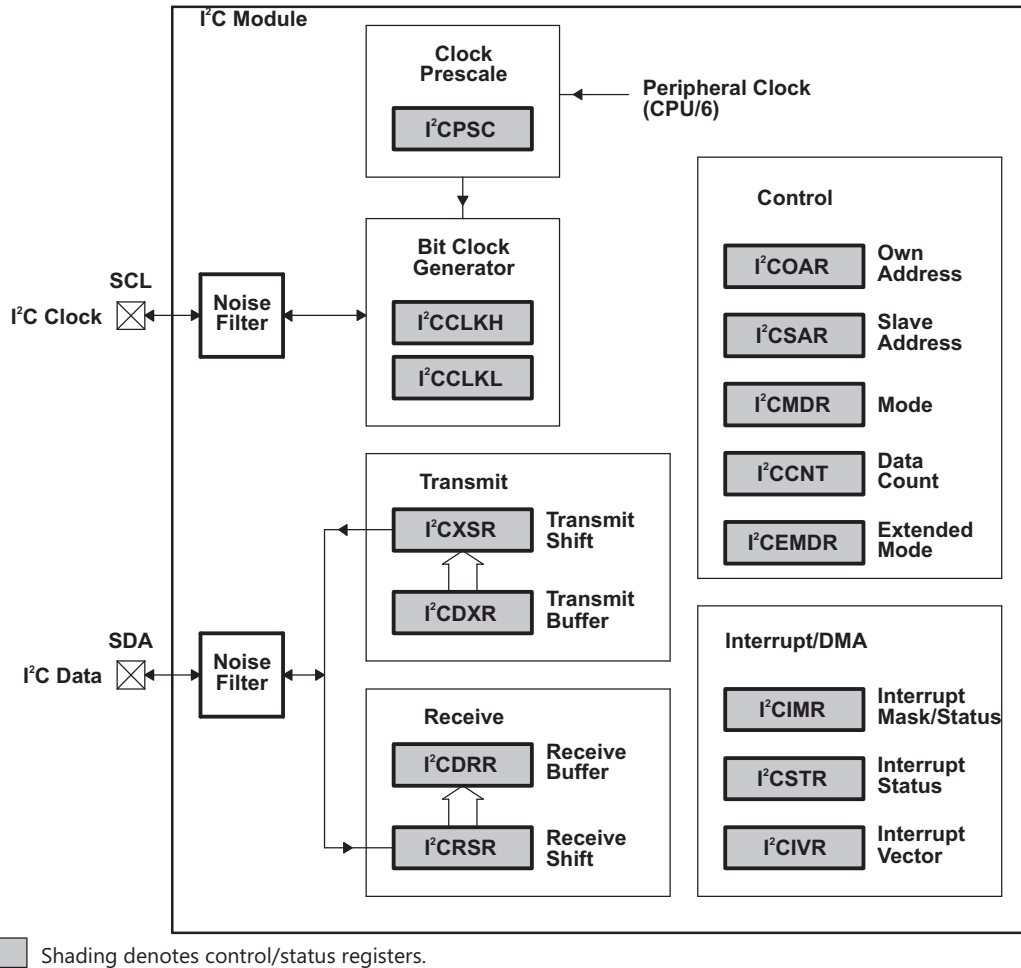 I²C Module
Clock
Prescale
I²CPSC
Peripheral Clock
(CPU/6)
Bit Clock
Generator
I²CCLKH
I²CCLKL
SCL
I²C Clock
Noise
Filter
Control
I²COAR
Own
Address
I²CSAR
Slave
Address
I²CMDR
Mode
I²CCNT
Data
Count
I²CEMDR
Extended
Mode
Transmit
I²CXSR
Transmit
Shift
I²CDXR
Transmit
Buffer
SDA
I²C Data
Noise
Filter
Receive
I²CDRR
Receive
Buffer
I²CRSR
Receive
Shift
Interrupt/DMA
I²CIMR
Interrupt
Mask/Status
I²CSTR
Interrupt
Status
I²CIVR
Interrupt
Vector
Shading denotes control/status registers.